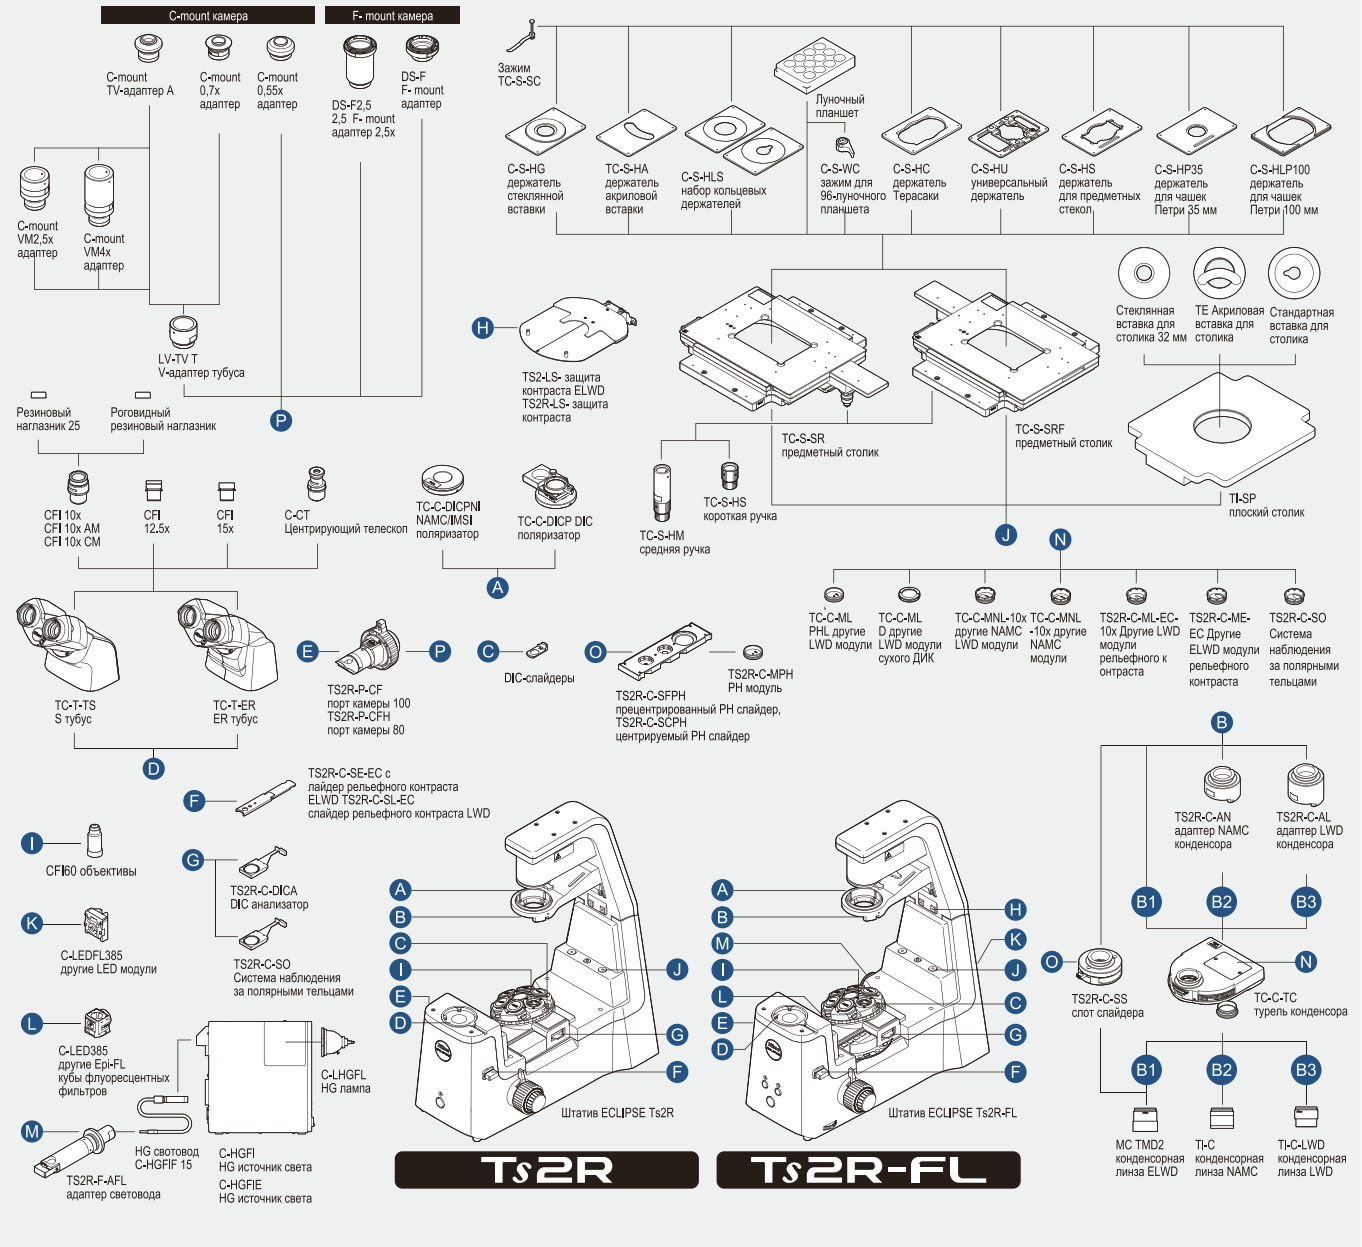 C-mount камера
F- mount камера
C-mount
TV-адаптер A
C-mount
0,7x
адаптер
C-mount
0,55x
адаптер
DS-F2,5
2,5 F- mount
адаптер 2,5x
DS-F
F- mount
адаптер
C-mount
VM2,5x
адаптер
C-mount
VM4x
адаптер
LV-TV T
V-адаптер тубуса
P
Резиновый
наглазник 25
Роговидный
резиновый наглазник
CFI 10x
CFI 10x AM
CFI 10x CM
CFI
12.5x
CFI
15x
C-CT
Центрирующий телескоп
TC-T-TS
S тубус
TC-T-ER
ER тубус
D
Зажим
TC-S-SC
Луночный
планшет
C-S-HG
держатель
стеклянной
вставки
TC-S-HA
держатель
акриловой
вставки
C-S-HLS
набор кольцевых
держателей
C-S-WC
зажим для
96-луночного
планшета
C-S-HC
держатель
Терасаки
C-S-HU
универсальный
держатель
C-S-HS
держатель
для предметных
стекол
C-S-HP35
держатель
для чашек
Петри 35 мм
C-S-HLP100
держатель
для чашек
Петри 100 мм
H
TS2-LS- защита
контраста ELWD
TS2R-LS- защита
контраста
TC-S-SR
предметный столик
TC-S-SRF
предметный столик
Стеклянная
вставка для
столика 32 мм
TE Акриловая
вставка для
столика
Стандартная
вставка для
столика
TI-SP
плоский столик
TC-S-HM
средняя ручка
TC-S-HS
короткая ручка
J
TC-C-DICPNI
NAMC/IMSI
поляризатор
TC-C-DICP DIC
поляризатор
A
E
P
TS2R-P-CF
порт камеры 100
TS2R-P-CFH
порт камеры 80
C
DIC-слайдеры
O
TS2R-C-SFPH
прецентрированный PH слайдер,
TS2R-C-SCPH
центрируемый PH слайдер
TS2R-C-MPH
PH модуль
N
TC-C-ML
PHL другие
LWD модули
TC-C-ML
D другие
LWD модули
сухого ДИК
TC-C-MNL-10x
другие NAMC
LWD модули
TC-C-MNL
-10x другие
NAMC
модули
TS2R-C-ML-EC-
10x Другие LWD
модули
рельефного к
онтраста
TS2R-C-ME-
EC Другие
ELWD модули
рельефного
контраста
TS2R-C-SO
Система
наблюдения
за полярными
тельцами
F
TS2R-C-SE-EC с
лайдер рельефного контраста
ELWD TS2R-C-SL-EC
слайдер рельефного контраста LWD
I
CFI60 объективы
G
TS2R-C-DICA
DIC анализатор
TS2R-C-SO
Система наблюдения
за полярными тельцами
K
C-LEDFL385
другие LED модули
L
C-LED385
другие Epi-FL
кубы флуоресцентных
фильтров
C-LHGFL
HG лампа
M
TS2R-F-AFL
адаптер световода
HG световод
C-HGFIF 15
C-HGFI
HG источник света
C-HGFIE
HG источник света
A
B
C
I
E
D
J
G
F
Штатив ECLIPSE Ts2R
Ts2R
A
B
M
I
L
E
D
H
K
J
C
G
F
Штатив ECLIPSE Ts2R-FL
Ts2R-FL
B
TS2R-C-AN
адаптер NAMC
конденсора
TS2R-C-AL
адаптер LWD
конденсора
B1
B2
B3
O
TS2R-C-SS
слот слайдера
N
TC-C-TC
турель конденсора
B1
B2
B3
MC TMD2
конденсорная
линза ELWD
TI-C
конденсорная
линза NAMC
TI-C-LWD
конденсорная
линза LWD